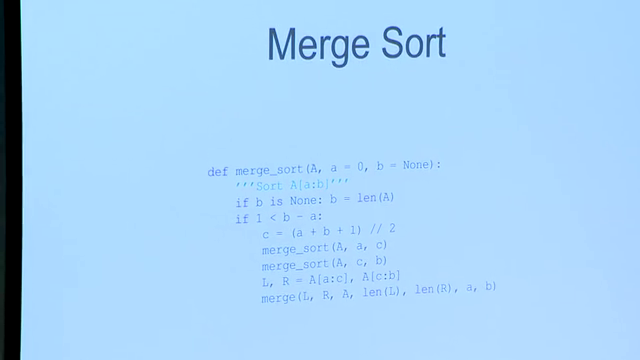 Merge Sort
def merge_sort(A, a = 0, b = None):
'''Sort A[a:b]'''
if b is None: b = len(A)
if 1 < b - a:
c = (a + b + 1) // 2
merge_sort(A, a, c)
merge_sort(A, c, b)
L, R = A[a:c], A[c:b]
merge(L, R, A, len(L), len(R), a, b)